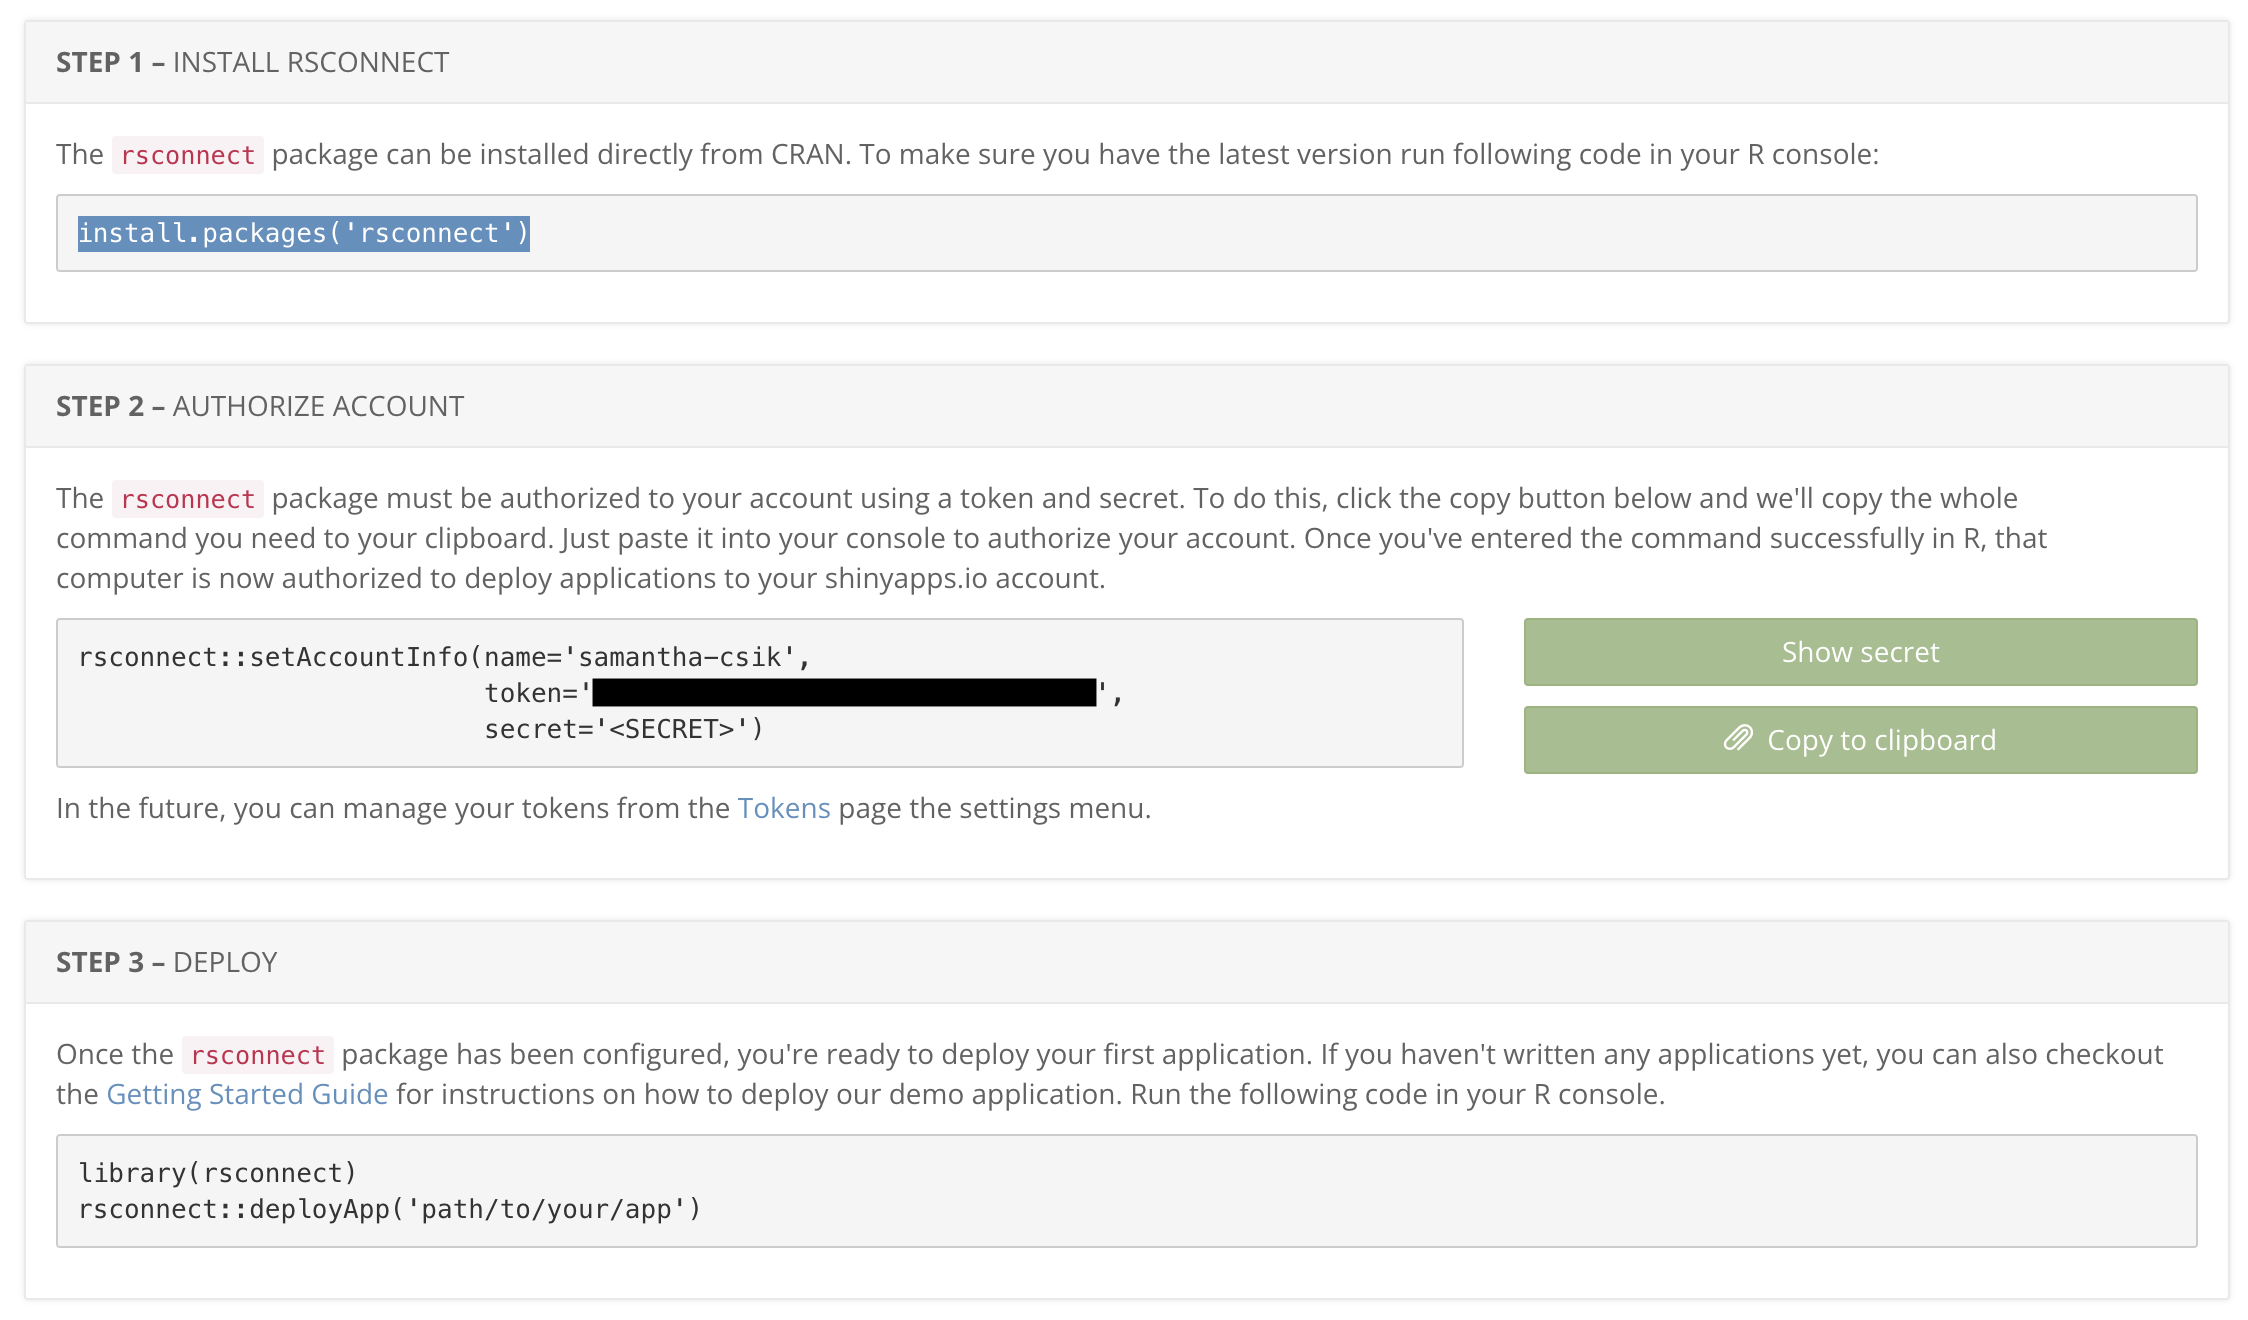 STEP 1 – INSTALL RSCONNECT
The rsconnect package can be installed directly from CRAN. To make sure you have the latest version run following code in your R console:
install.packages('rsconnect')
STEP 2 – AUTHORIZE ACCOUNT
The rsconnect package must be authorized to your account using a token and secret. To do this, click the copy button below and we'll copy the whole
command you need to your clipboard. Just paste it into your console to authorize your account. Once you've entered the command successfully in R, that
computer is now authorized to deploy applications to your shinyapps.io account.
rsconnect::setAccountInfo(name='samantha-csik',
token='',
secret='<SECRET>')
Show secret
Copy to clipboard
In the future, you can manage your tokens from the Tokens page the settings menu.
STEP 3 – DEPLOY
Once the rsconnect package has been configured, you're ready to deploy your first application. If you haven't written any applications yet, you can also checkout
the Getting Started Guide for instructions on how to deploy our demo application. Run the following code in your R console.
library(rsconnect)
rsconnect::deployApp('path/to/your/app')